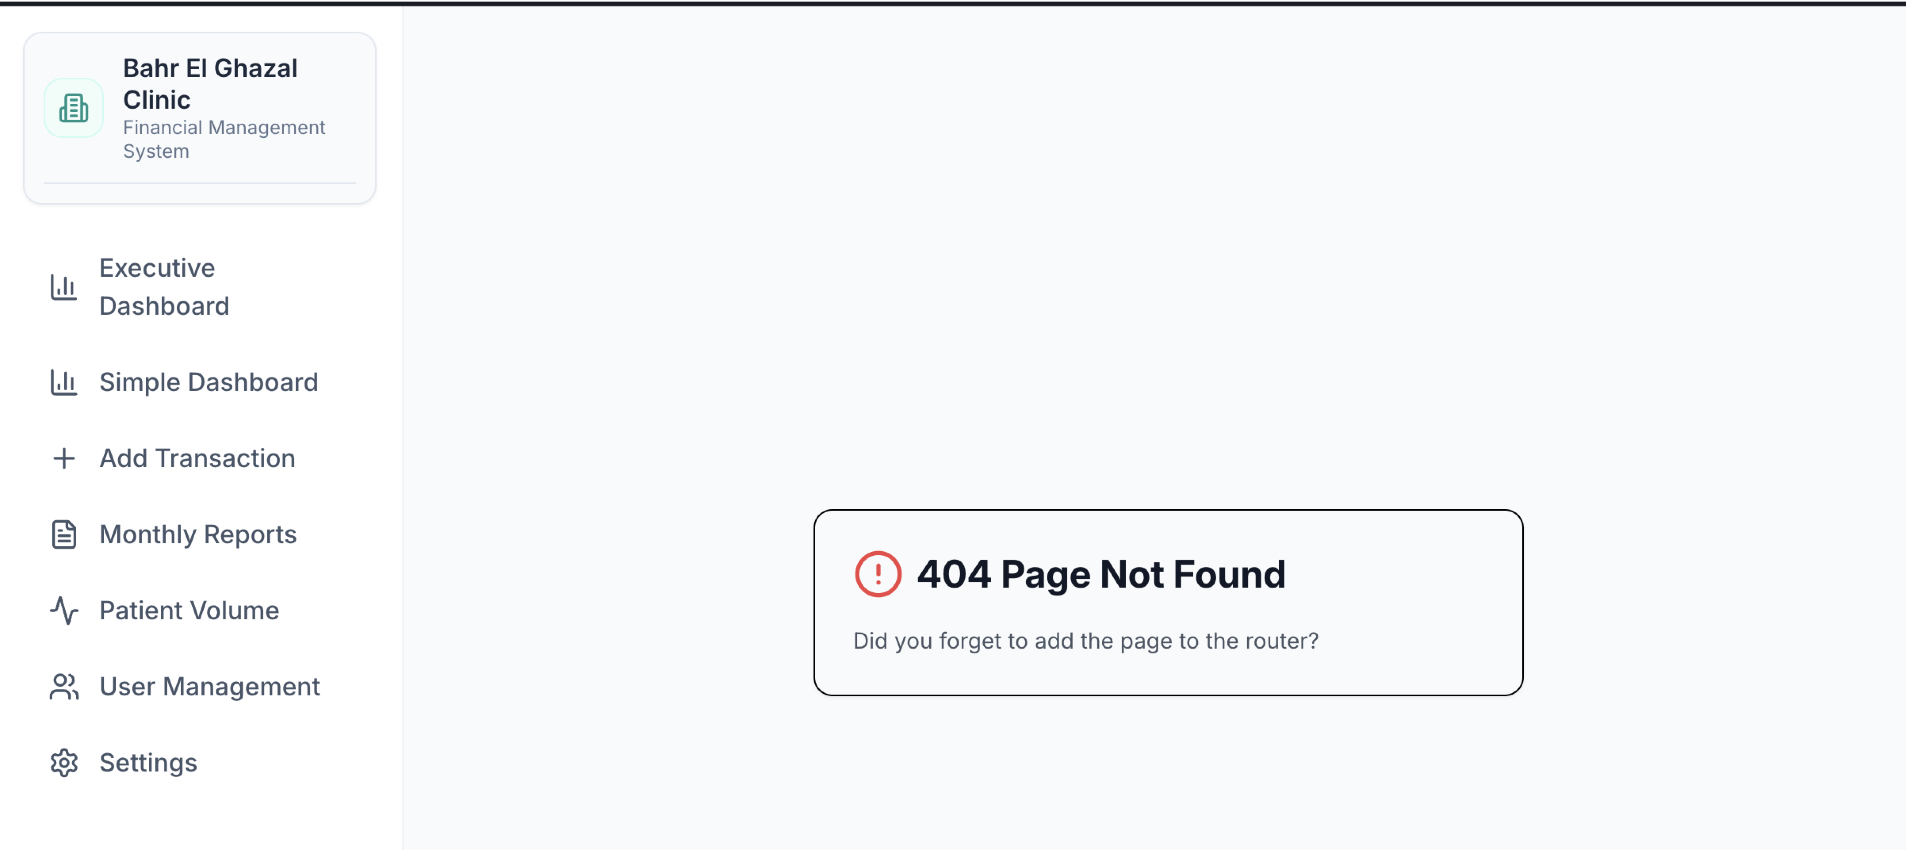 Bahr El Ghazal
Clinic
Financial Management
System
Executive
Dashboard
Simple Dashboard
Add Transaction
Monthly Reports
Patient Volume
User Management
Settings
404 Page Not Found
Did you forget to add the page to the router?